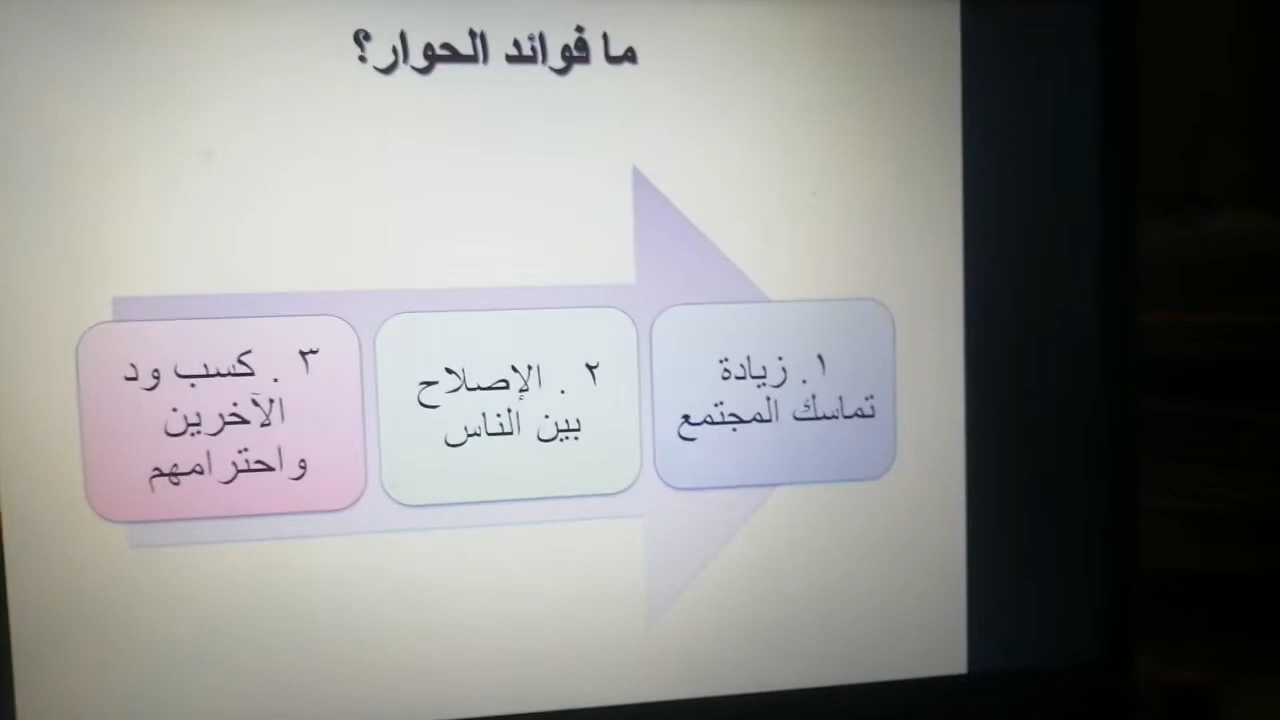 ما فوائد الحوار؟
١. زيادة
تماسك المجتمع
٢ . الإصلاح
بين الناس
٣ . كسب ود
الآخرين
واحترامهم